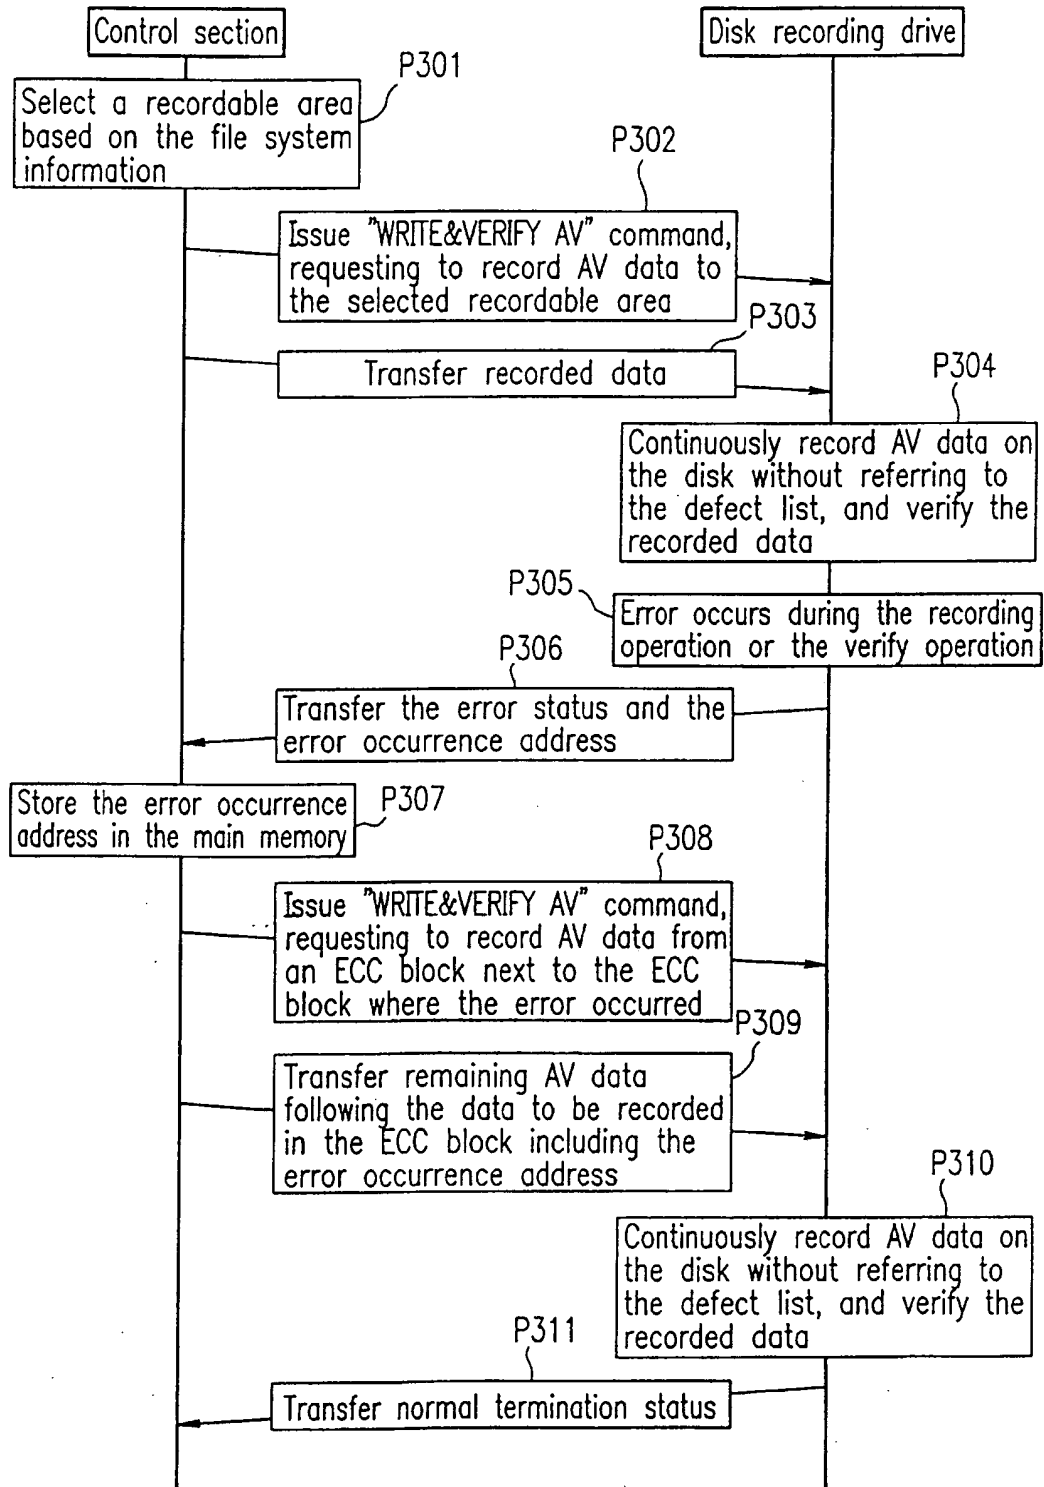 Control section
Disk recording drive
P301
Select a recordable area
based on the file system
information
P302
Issue "WRITE&VERIFY AV" command,
requesting to record AV data to
the selected recordable area
P303
Transfer recorded data
P304
Continuously record AV data on
the disk without referring to
the defect list, and verify the
recorded data
P305
Error occurs during the recording
operation or the verify operation
P306
Transfer the error status and the
error occurrence address
P307
Store the error occurrence
address in the main memory
P308
Issue "WRITE&VERIFY AV" command,
requesting to record AV data from
an ECC block next to the ECC
block where the error occurred
P309
Transfer remaining AV data
following the data to be recorded
in the ECC block including the
error occurrence address
P310
Continuously record AV data on
the disk without referring to
the defect list, and verify the
recorded data
P311
Transfer normal termination status